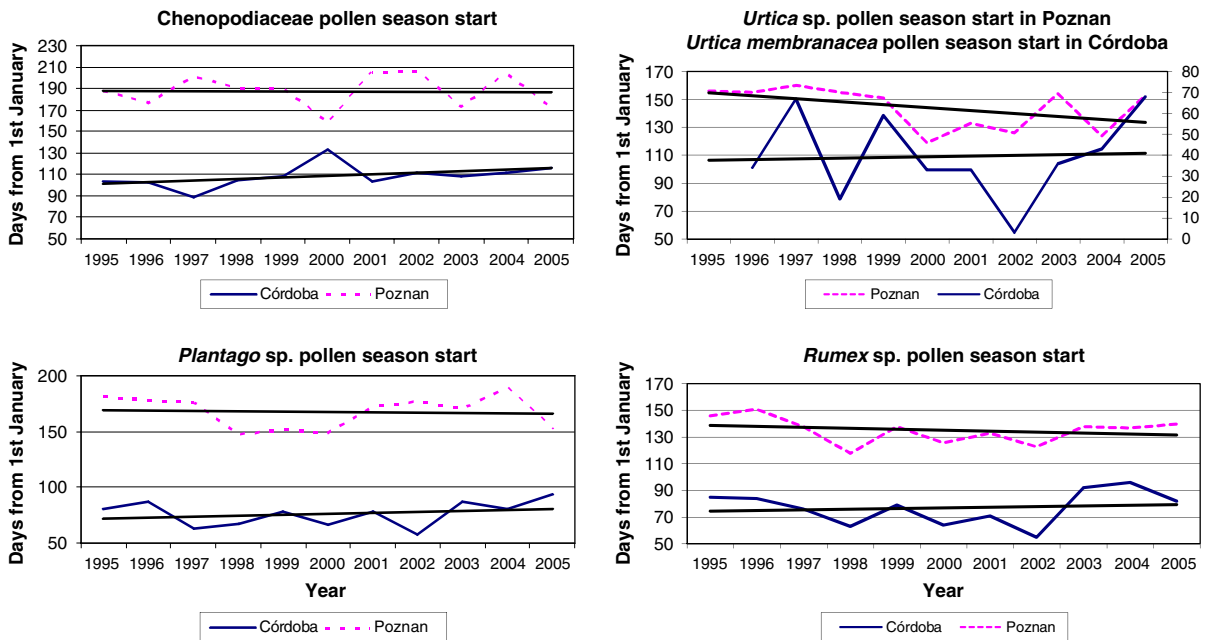 Chenopodiaceae pollen season start
Days from 1st January
230
210
190
170
150
130
110
90
70
50
1995 1996 1997 1998 1999 2000 2001 2002 2003 2004 2005
Córdoba Poznan
Urtica sp. pollen season start in Poznan
Urtica membranacea pollen season start in Córdoba
Days from 1st January
170
150
130
110
90
70
50
80
70
60
50
40
30
20
10
0
1995 1996 1997 1998 1999 2000 2001 2002 2003 2004 2005
Poznan Córdoba
Plantago sp. pollen season start
Days from 1st January
200
150
100
50
1995 1996 1997 1998 1999 2000 2001 2002 2003 2004 2005
Year
Córdoba Poznan
Rumex sp. pollen season start
Days from 1st January
170
150
130
110
90
70
50
1995 1996 1997 1998 1999 2000 2001 2002 2003 2004 2005
Year
Córdoba Poznan